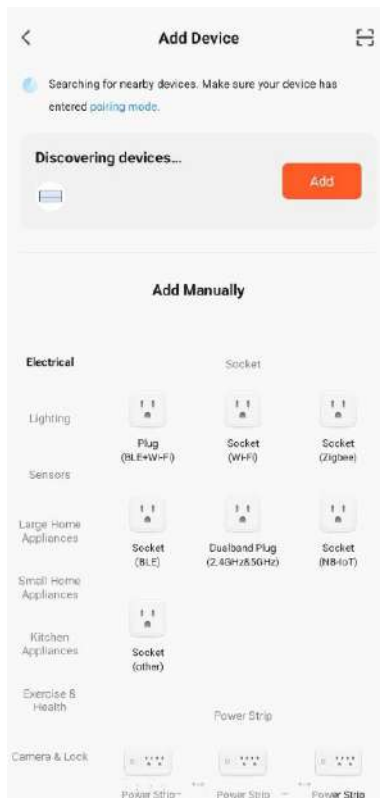 Add Device
Searching for nearby devices. Make sure your device has
entered pairing mode.
Discovering devices...
Add
Add Manually
Electrical
Socket
Lighting
Plug
(BLE+Wi-Fi)
Socket
(Wi-Fi)
Socket
(Zigbee)
Sensors
Large Home
Appliances
Socket
(BLE)
Dualband Plug
(2.4GHz&5GHz)
Socket
(NB-IoT)
Small Home
Appliances
Kitchen
Appliances
Socket
(other)
Exercise &
Health
Power Strip
Camera & Lock
Power Strip
Power Strip
Power Strip